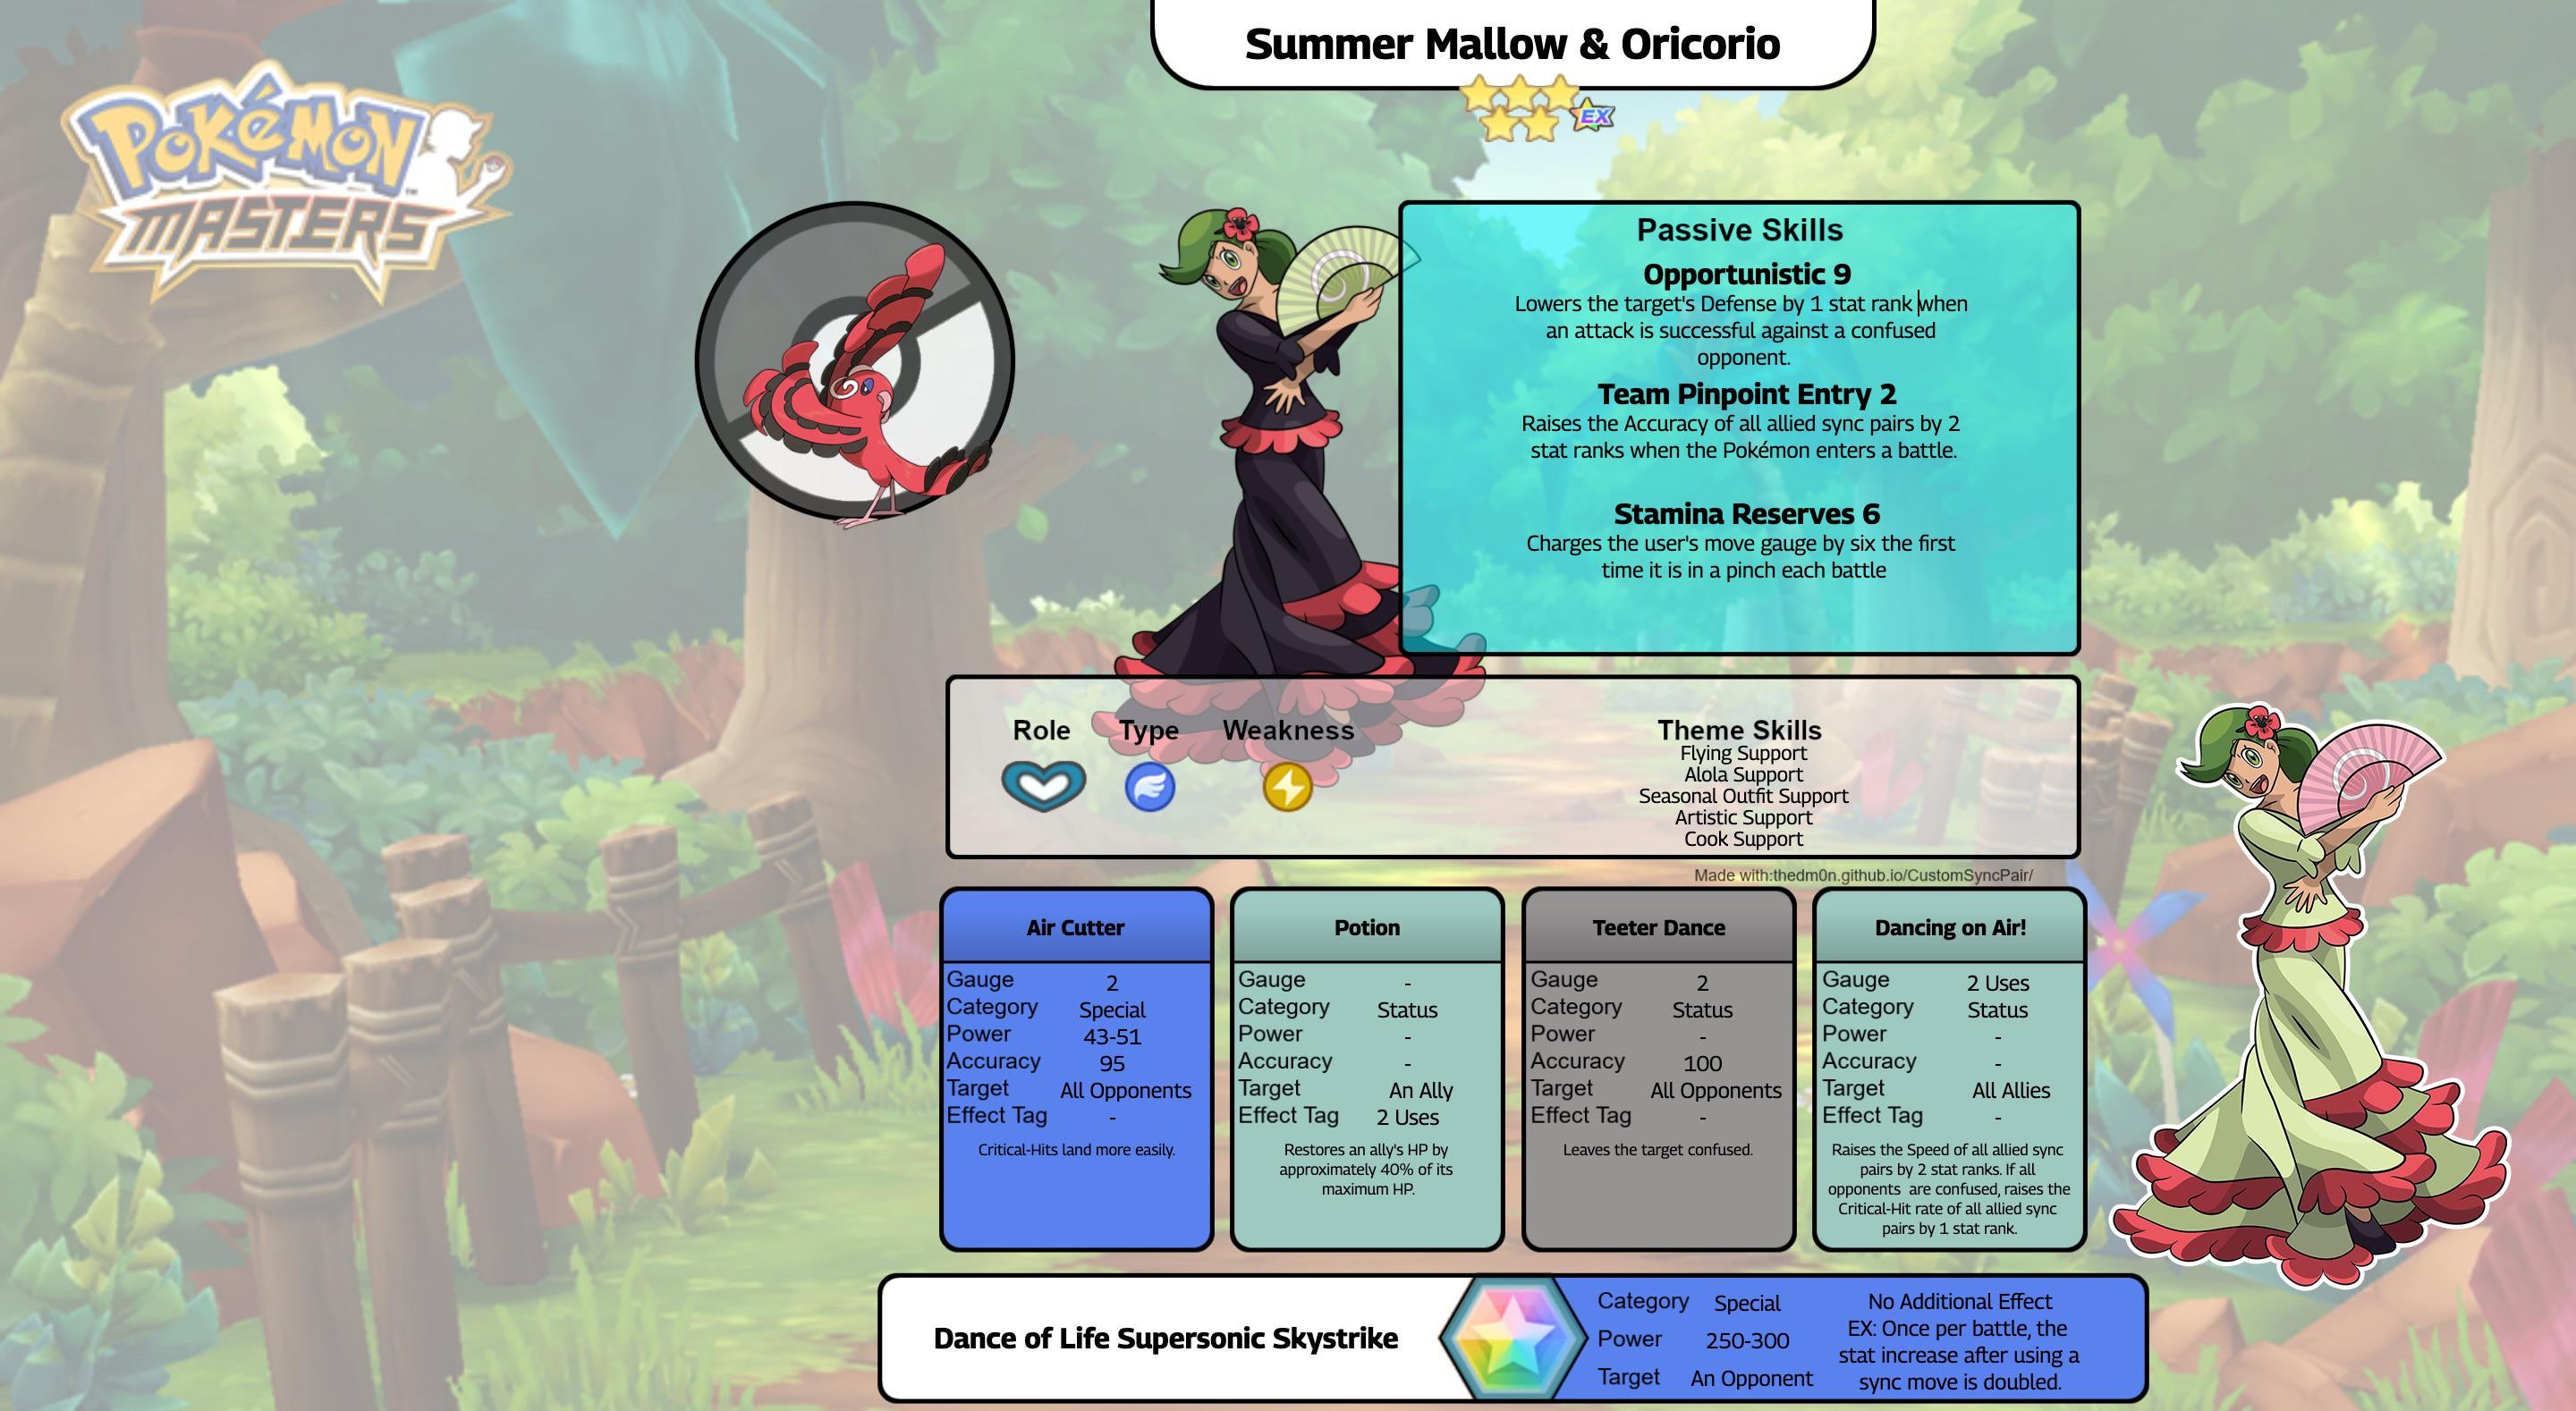 Summer Mallow & Oricorio
EX
POKÉMON
MASTERS
™
Passive Skills
Opportunistic 9
Lowers the target's Defense by 1 stat rank when
an attack is successful against a confused
opponent.
Team Pinpoint Entry 2
Raises the Accuracy of all allied sync pairs by 2
stat ranks when the Pokémon enters a battle.
Stamina Reserves 6
Charges the user's move gauge by six the first
time it is in a pinch each battle
Role
Type
Weakness
Theme Skills
Flying Support
Alola Support
Seasonal Outfit Support
Artistic Support
Cook Support
Made with:thedm0n.github.io/CustomSyncPair/
Air Cutter
Gauge 2
Category Special
Power 43-51
Accuracy 95
Target All Opponents
Effect Tag -
Critical-Hits land more easily.
Potion
Gauge -
Category Status
Power -
Accuracy -
Target An Ally
Effect Tag 2 Uses
Restores an ally's HP by
approximately 40% of its
maximum HP.
Teeter Dance
Gauge 2
Category Status
Power -
Accuracy 100
Target All Opponents
Effect Tag -
Leaves the target confused.
Dancing on Air!
Gauge 2 Uses
Category Status
Power -
Accuracy -
Target All Allies
Effect Tag -
Raises the Speed of all allied sync
pairs by 2 stat ranks. If all
opponents are confused, raises the
Critical-Hit rate of all allied sync
pairs by 1 stat rank.
Dance of Life Supersonic Skystrike
Category Special
Power 250-300
Target An Opponent
No Additional Effect
EX: Once per battle, the
stat increase after using a
sync move is doubled.